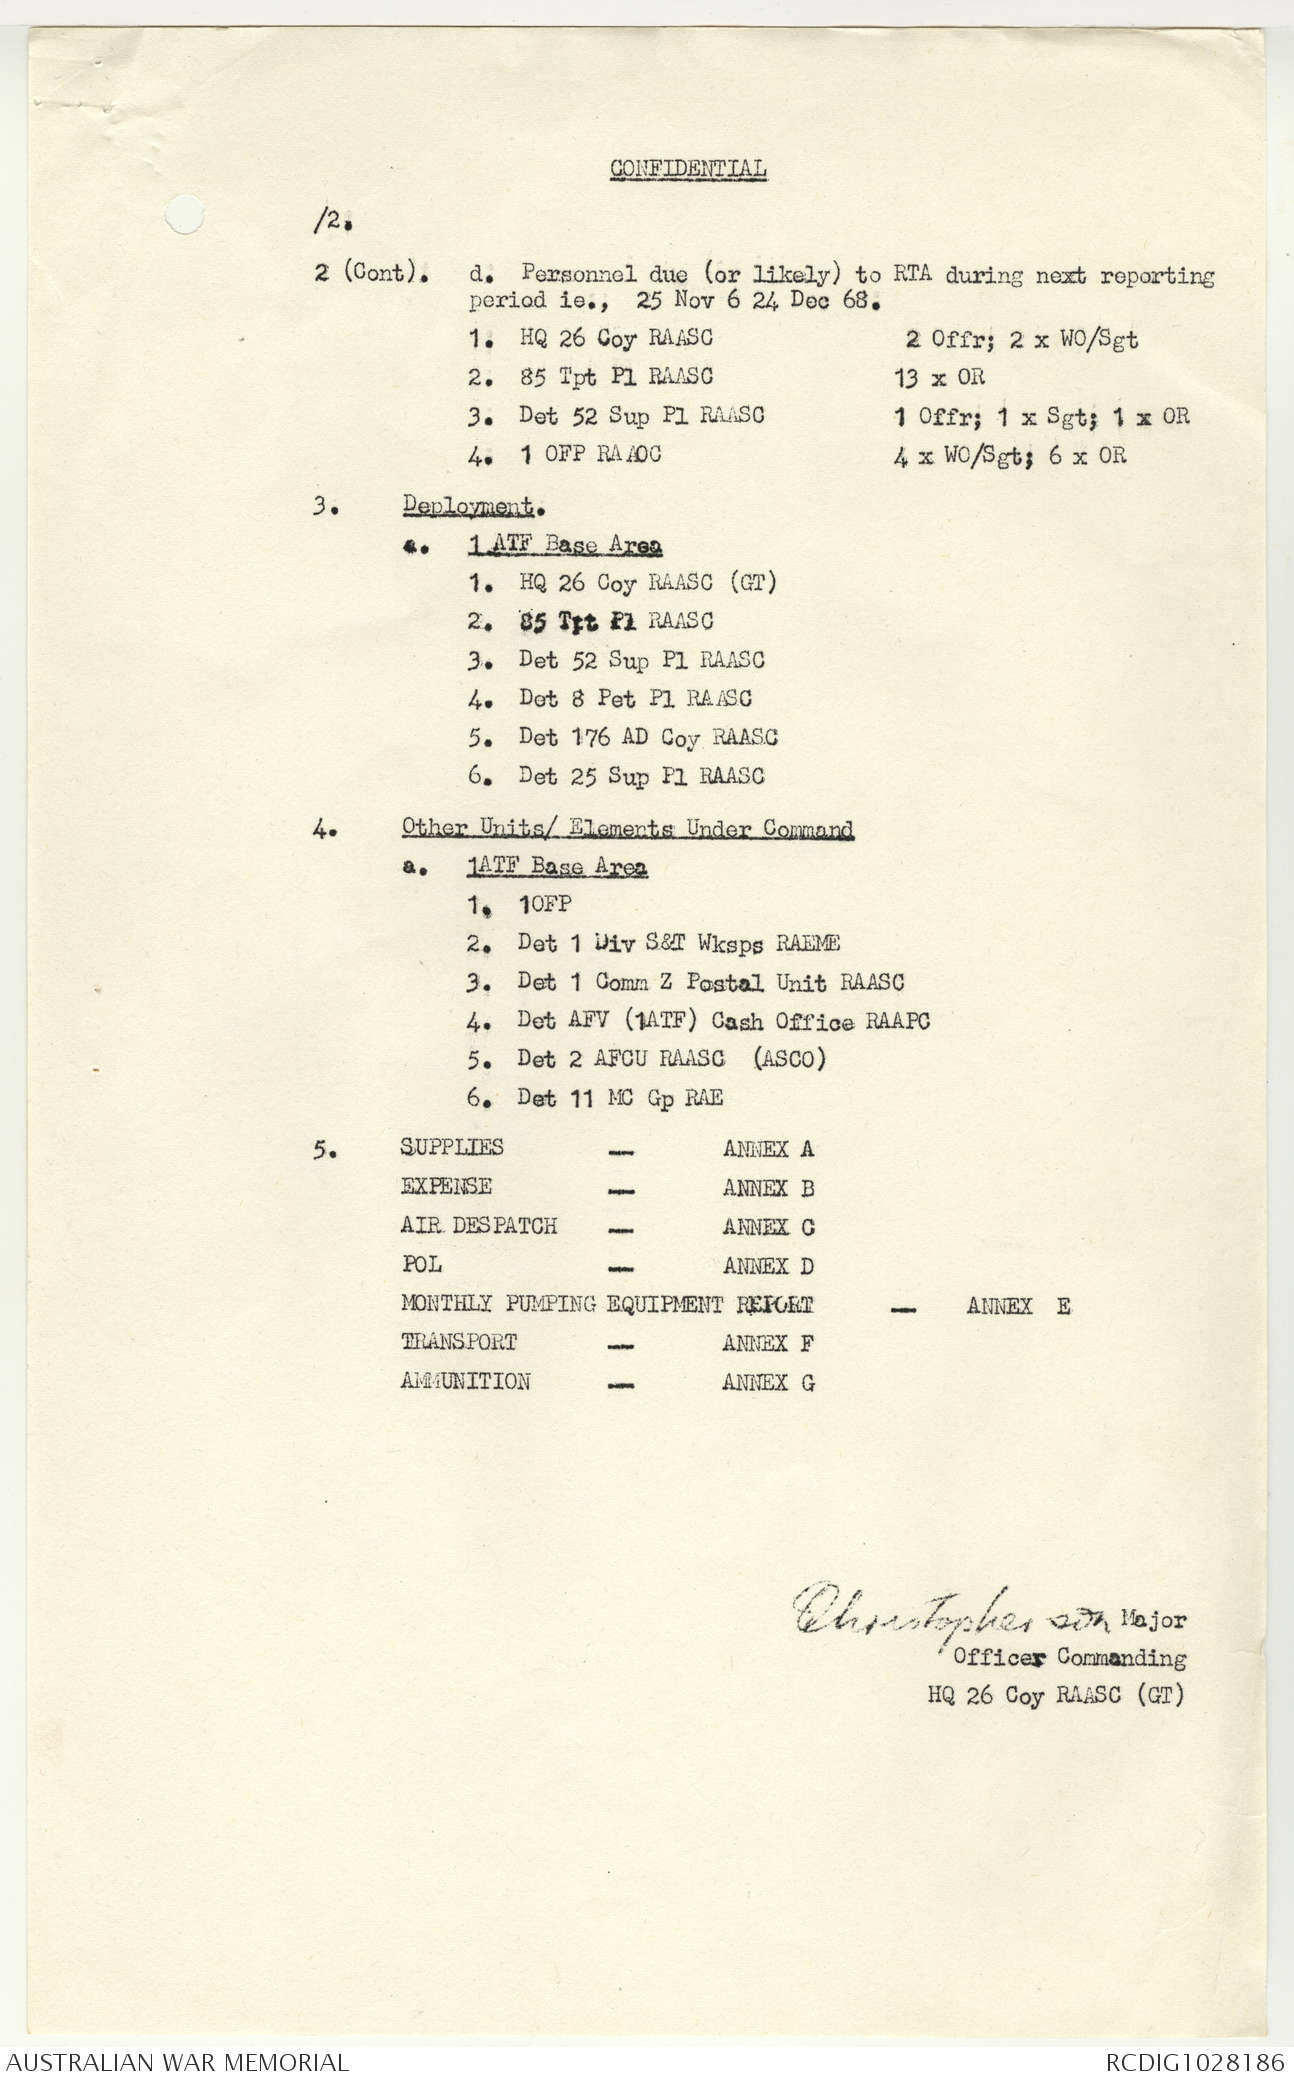 CONFIDENTIAL
/2.
2 (Cont). d. Personnel due (or likely) to RTA during next reporting
period ie., 25 Nov 6 24 Dec 68.
1. HQ 26 Coy RAASC 2 Offr; 2 x WO/Sgt
2. 85 Tpt Pl RAASC 13 x OR
3. Det 52 Sup Pl RAASC 1 Offr; 1 x Sgt; 1 x OR
4. 1 OFP RAAOC 4 x WO/Sgt; 6 x OR
3. Deployment.
a. 1 ATF Base Area
1. HQ 26 Coy RAASC (GT)
2. 85 Tpt Pl RAASC
3. Det 52 Sup Pl RAASC
4. Det 8 Pet Pl RAASC
5. Det 176 AD Coy RAASC
6. Det 25 Sup Pl RAASC
4. Other Units/ Elements Under Command
a. 1ATF Base Area
1. 1OFP
2. Det 1 Div S&T Wksps RAEME
3. Det 1 Comm Z Postal Unit RAASC
4. Det AFV (1ATF) Cash Office RAAPC
5. Det 2 AFCU RAASC (ASCO)
6. Det 11 MC Gp RAE
5. SUPPLIES — ANNEX A
EXPENSE — ANNEX B
AIR DESPATCH — ANNEX C
POL — ANNEX D
MONTHLY PUMPING EQUIPMENT REPORT — ANNEX E
TRANSPORT — ANNEX F
AMMUNITION — ANNEX G
Christopherson Major
Officer Commanding
HQ 26 Coy RAASC (GT)
AUSTRALIAN WAR MEMORIAL
RCDIG1028186